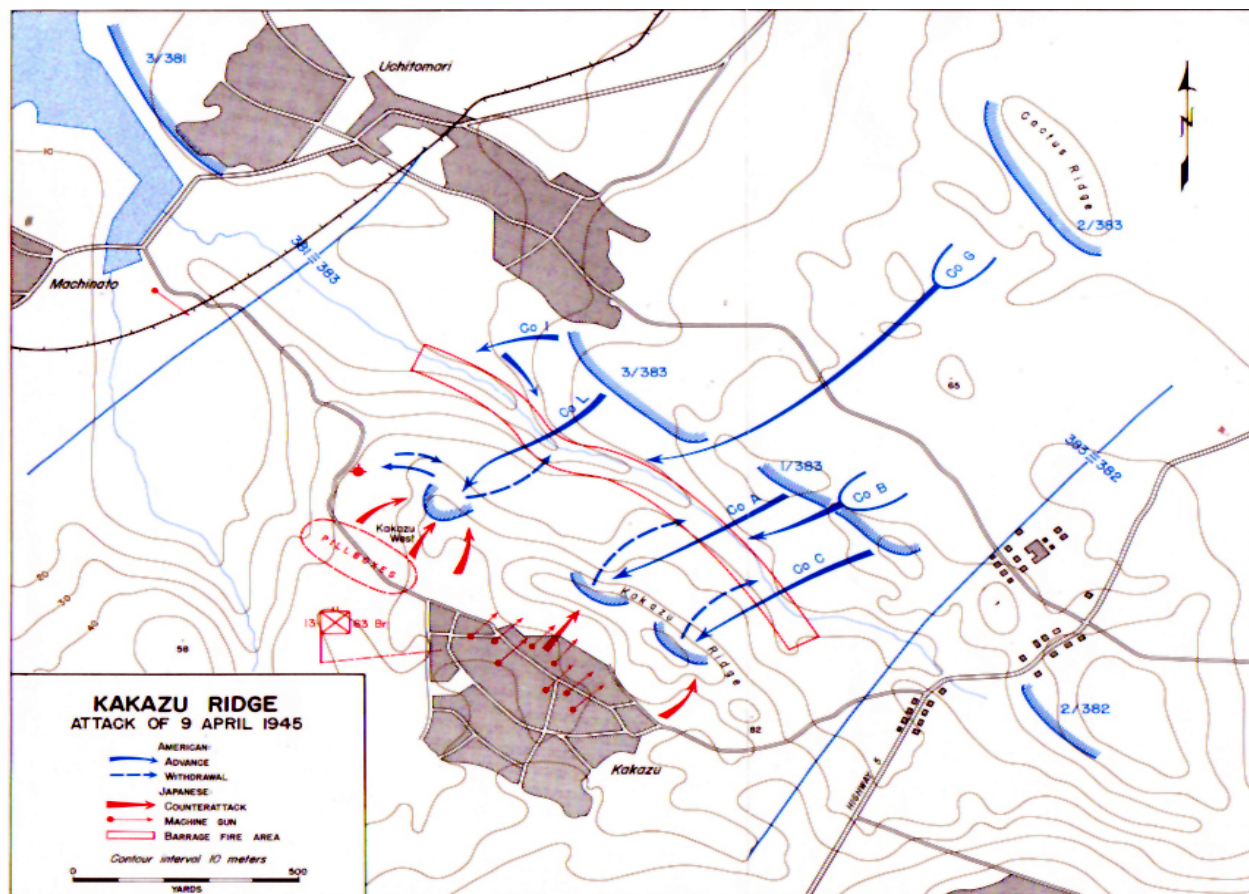 3/381
Uchitomari
Cactus Ridge
2/383
10
Machinato
381 = 383
Co G
Co I
3/383
Co L
65
383 = 382
1/383
Co A
Co B
Co C
Kakazu
West
PILLBOXES
Kakazu Ridge
20
30
40
58
13
63 Br
82
2/382
Kakazu
HIGHWAY 5
KAKAZU RIDGE
ATTACK OF 9 APRIL 1945
AMERICAN:
ADVANCE
WITHDRAWAL
JAPANESE:
COUNTERATTACK
MACHINE GUN
BARRAGE FIRE AREA
Contour interval 10 meters
0 500
YARDS
N